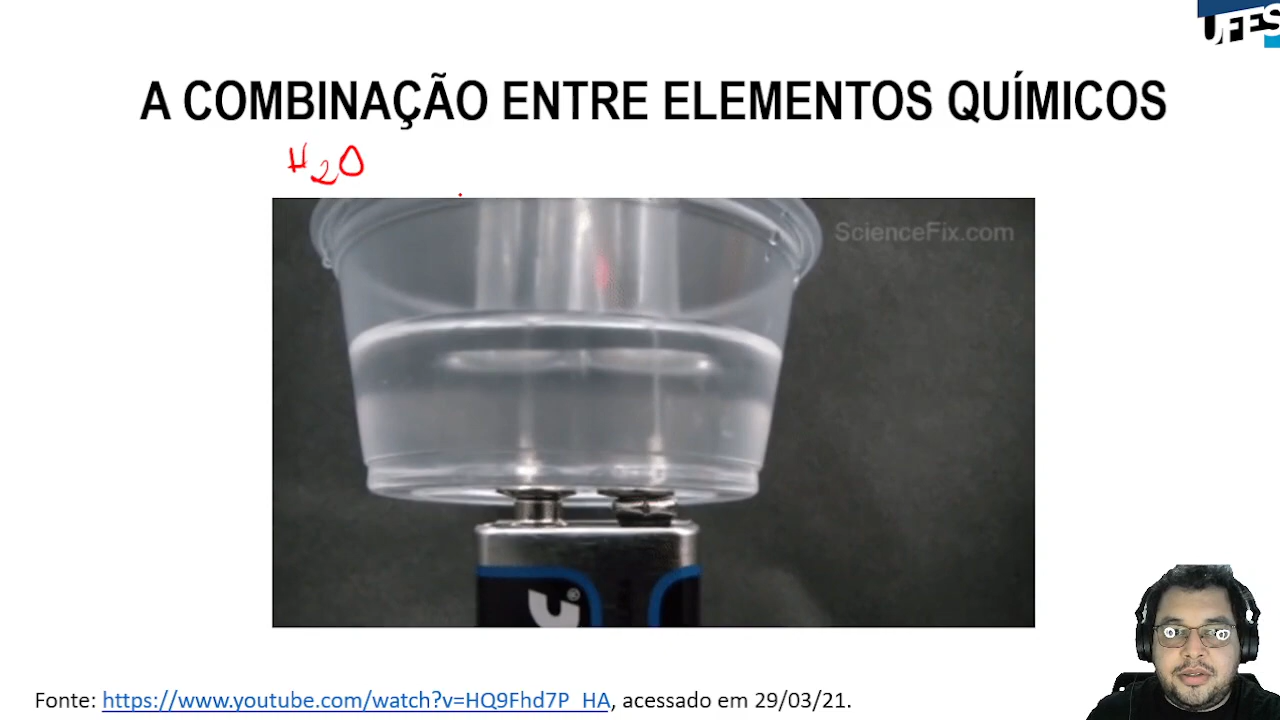 UFES
A COMBINAÇÃO ENTRE ELEMENTOS QUÍMICOS
H2O
ScienceFix.com
Fonte: https://www.youtube.com/watch?v=HQ9Fhd7P_HA, acessado em 29/03/21.